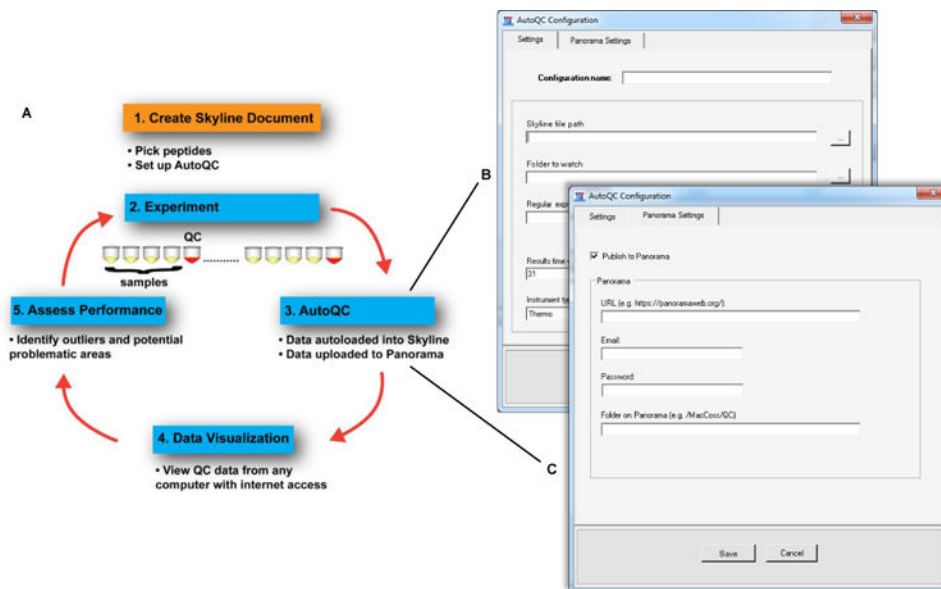 A
1. Create Skyline Document
• Pick peptides
• Set up AutoQC
2. Experiment
QC
samples
3. AutoQC
• Data autoloaded into Skyline
• Data uploaded to Panorama
4. Data Visualization
• View QC data from any
computer with internet access
5. Assess Performance
• Identify outliers and potential
problematic areas
B
AutoQC Configuration
Settings
Panorama Settings
Configuration name:
Skyline file path
...
Folder to watch
...
Regular
Results time
31
Instrument
Thermo
C
AutoQC Configuration
Settings
Panorama Settings
Publish to Panorama
Panorama
URL (e.g. https://panoramaweb.org/):
Email:
Password:
Folder on Panorama (e.g. /MacCoss/QC)
Save
Cancel